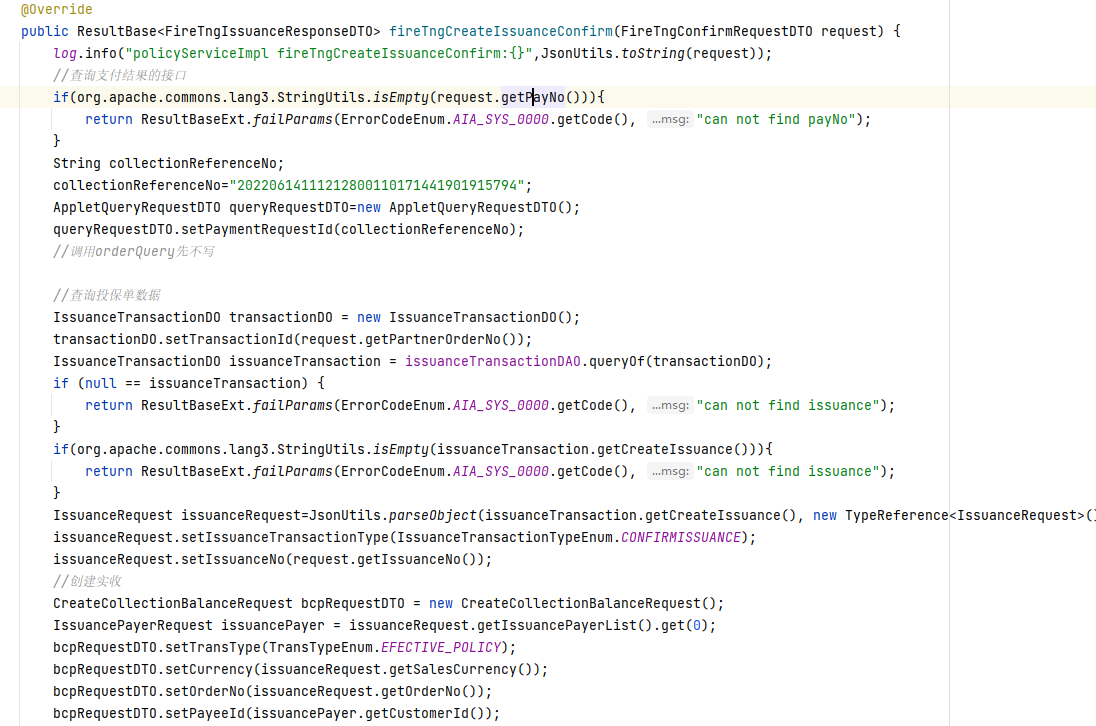 @Override
public ResultBase<FireTngIssuanceResponseDTO> fireTngCreateIssuanceConfirm(FireTngConfirmRequestDTO request) {
log.info("policyServiceImpl fireTngCreateIssuanceConfirm:{}",JsonUtils.toString(request));
//查询支付结果的接口
if(org.apache.commons.lang3.StringUtils.isEmpty(request.getPayNo())){
return ResultBaseExt.failParams(ErrorCodeEnum.AIA_SYS_0000.getCode(), ...msg: "can not find payNo");
}
String collectionReferenceNo;
collectionReferenceNo="20220614111212800110171441901915794";
AppletQueryRequestDTO queryRequestDTO=new AppletQueryRequestDTO();
queryRequestDTO.setPaymentRequestId(collectionReferenceNo);
//调用orderQuery先不写
//查询投保单数据
IssuanceTransactionDO transactionDO = new IssuanceTransactionDO();
transactionDO.setTransactionId(request.getPartnerOrderNo());
IssuanceTransactionDO issuanceTransaction = issuanceTransactionDAO.queryOf(transactionDO);
if (null == issuanceTransaction) {
return ResultBaseExt.failParams(ErrorCodeEnum.AIA_SYS_0000.getCode(), ...msg: "can not find issuance");
}
if(org.apache.commons.lang3.StringUtils.isEmpty(issuanceTransaction.getCreateIssuance())){
return ResultBaseExt.failParams(ErrorCodeEnum.AIA_SYS_0000.getCode(), ...msg: "can not find issuance");
}
IssuanceRequest issuanceRequest=JsonUtils.parseObject(issuanceTransaction.getCreateIssuance(), new TypeReference<IssuanceRequest>()
issuanceRequest.setIssuanceTransactionType(IssuanceTransactionTypeEnum.CONFIRMISSUANCE);
issuanceRequest.setIssuanceNo(request.getIssuanceNo());
//创建实收
CreateCollectionBalanceRequest bcpRequestDTO = new CreateCollectionBalanceRequest();
IssuancePayerRequest issuancePayer = issuanceRequest.getIssuancePayerList().get(0);
bcpRequestDTO.setTransType(TransTypeEnum.EFECTIVE_POLICY);
bcpRequestDTO.setCurrency(issuanceRequest.getSalesCurrency());
bcpRequestDTO.setOrderNo(issuanceRequest.getOrderNo());
bcpRequestDTO.setPayeeId(issuancePayer.getCustomerId());